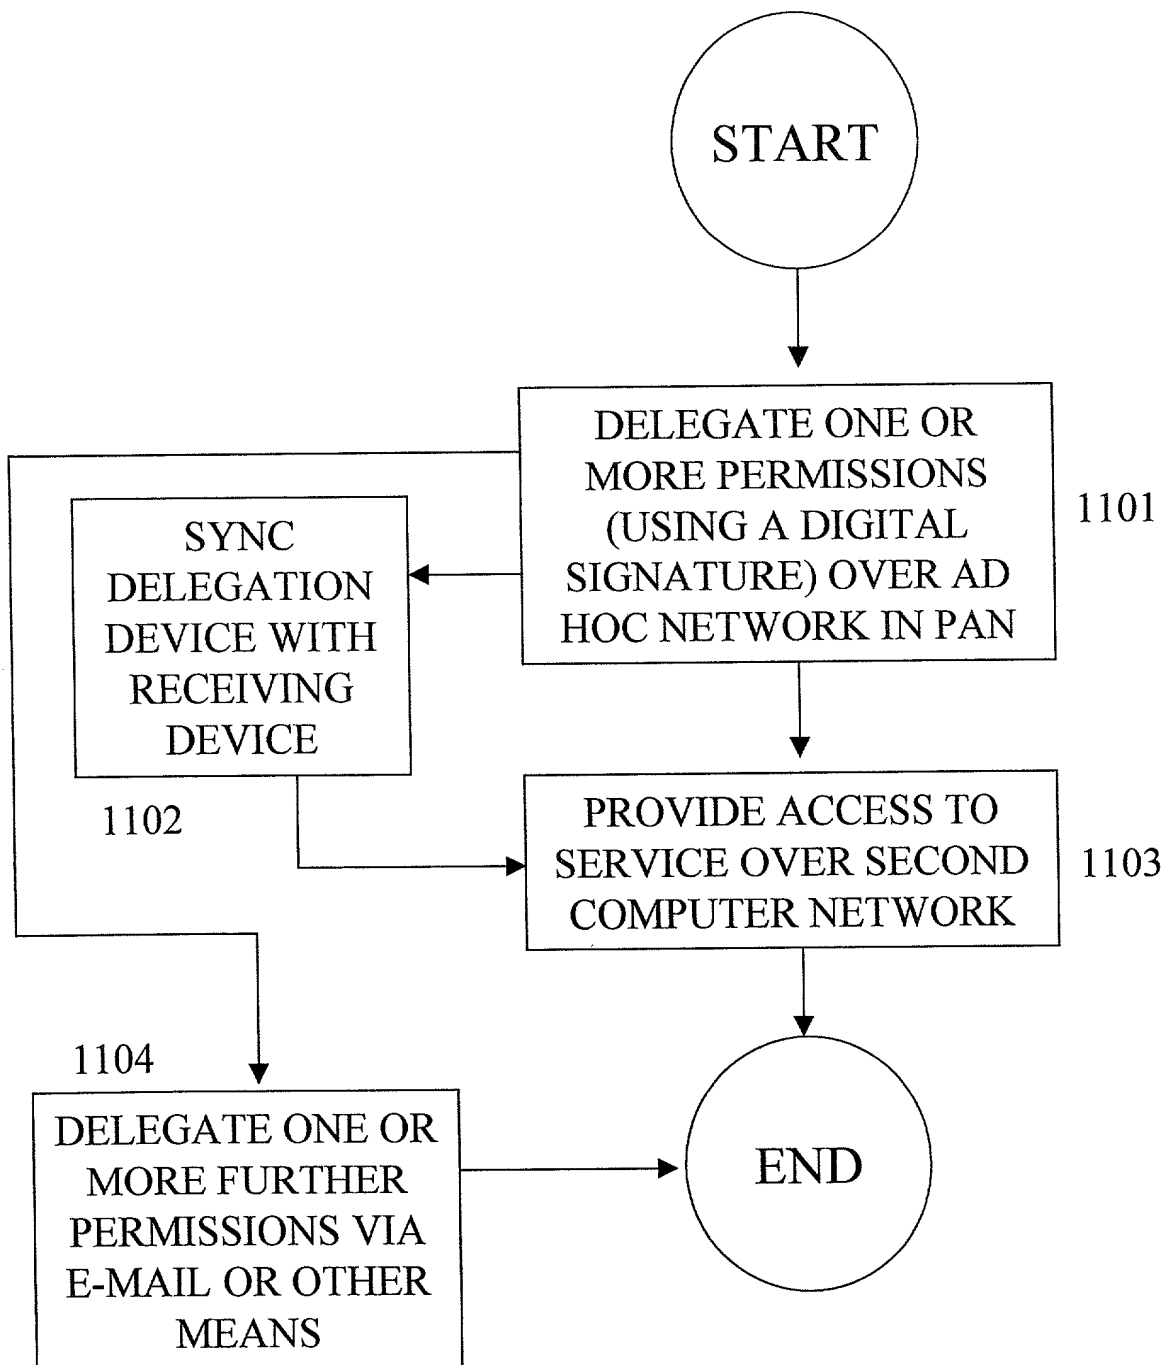 START
DELEGATE ONE OR
MORE PERMISSIONS
(USING A DIGITAL
SIGNATURE) OVER AD
HOC NETWORK IN PAN
1101
SYNC
DELEGATION
DEVICE WITH
RECEIVING
DEVICE
1102
PROVIDE ACCESS TO
SERVICE OVER SECOND
COMPUTER NETWORK
1103
1104
DELEGATE ONE OR
MORE FURTHER
PERMISSIONS VIA
E-MAIL OR OTHER
MEANS
END